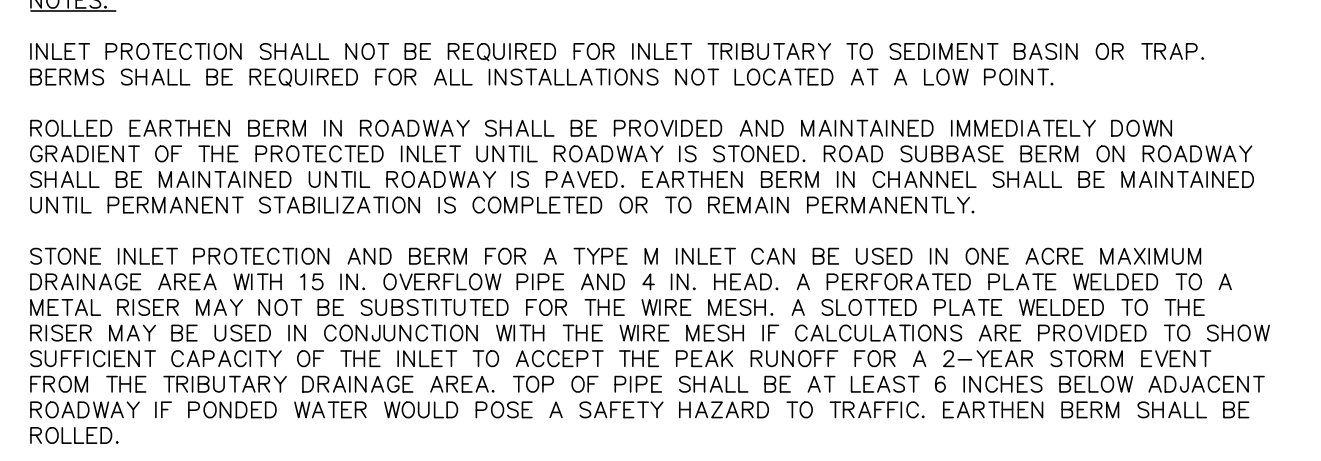 NOTES:
INLET PROTECTION SHALL NOT BE REQUIRED FOR INLET TRIBUTARY TO SEDIMENT BASIN OR TRAP.
BERMS SHALL BE REQUIRED FOR ALL INSTALLATIONS NOT LOCATED AT A LOW POINT.
ROLLED EARTHEN BERM IN ROADWAY SHALL BE PROVIDED AND MAINTAINED IMMEDIATELY DOWN
GRADIENT OF THE PROTECTED INLET UNTIL ROADWAY IS STONED. ROAD SUBBASE BERM ON ROADWAY
SHALL BE MAINTAINED UNTIL ROADWAY IS PAVED. EARTHEN BERM IN CHANNEL SHALL BE MAINTAINED
UNTIL PERMANENT STABILIZATION IS COMPLETED OR TO REMAIN PERMANENTLY.
STONE INLET PROTECTION AND BERM FOR A TYPE M INLET CAN BE USED IN ONE ACRE MAXIMUM
DRAINAGE AREA WITH 15 IN. OVERFLOW PIPE AND 4 IN. HEAD. A PERFORATED PLATE WELDED TO A
METAL RISER MAY NOT BE SUBSTITUTED FOR THE WIRE MESH. A SLOTTED PLATE WELDED TO THE
RISER MAY BE USED IN CONJUNCTION WITH THE WIRE MESH IF CALCULATIONS ARE PROVIDED TO SHOW
SUFFICIENT CAPACITY OF THE INLET TO ACCEPT THE PEAK RUNOFF FOR A 2-YEAR STORM EVENT
FROM THE TRIBUTARY DRAINAGE AREA. TOP OF PIPE SHALL BE AT LEAST 6 INCHES BELOW ADJACENT
ROADWAY IF PONDED WATER WOULD POSE A SAFETY HAZARD TO TRAFFIC. EARTHEN BERM SHALL BE
ROLLED.